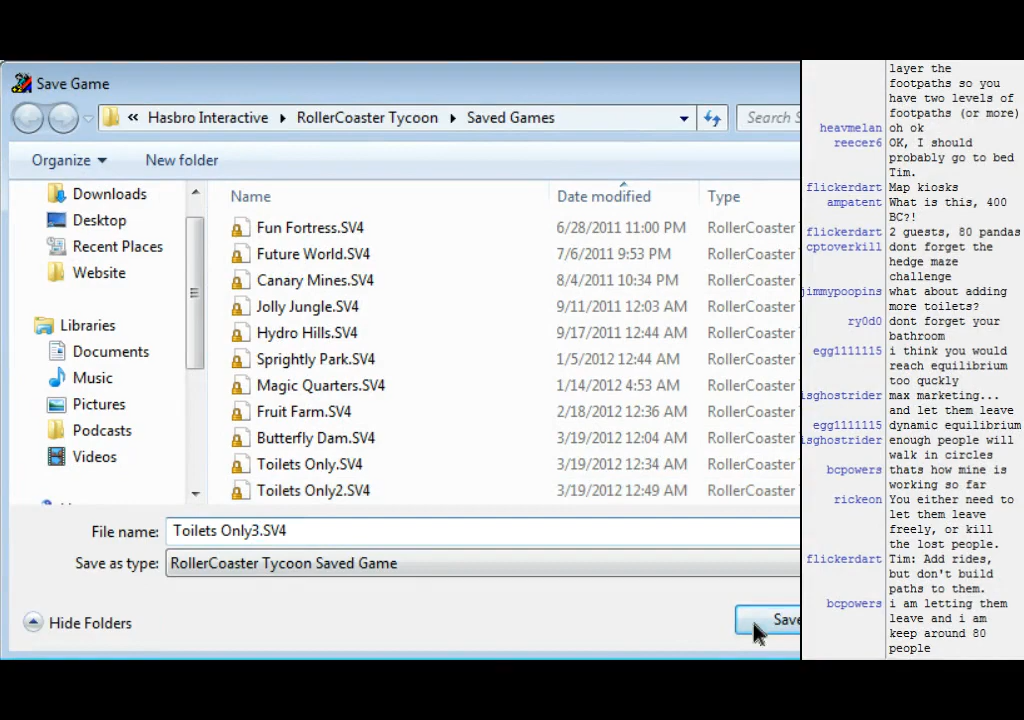 Save Game
« Hasbro Interactive RollerCoaster Tycoon Saved Games
Search S
Organize
New folder
Downloads
Desktop
Recent Places
Website
Libraries
Documents
Music
Pictures
Podcasts
Videos
Name Date modified Type
Fun Fortress.SV4 6/28/2011 11:00 PM RollerCoaster
Future World.SV4 7/6/2011 9:53 PM RollerCoaster
Canary Mines.SV4 8/4/2011 10:34 PM RollerCoaster
Jolly Jungle.SV4 9/11/2011 12:03 AM RollerCoaster
Hydro Hills.SV4 9/17/2011 12:44 AM RollerCoaster
Sprightly Park.SV4 1/5/2012 12:44 AM RollerCoaster
Magic Quarters.SV4 1/14/2012 4:53 AM RollerCoaster
Fruit Farm.SV4 2/18/2012 12:36 AM RollerCoaster
Butterfly Dam.SV4 3/19/2012 12:04 AM RollerCoaster
Toilets Only.SV4 3/19/2012 12:34 AM RollerCoaster
Toilets Only2.SV4 3/19/2012 12:49 AM RollerCoaster
File name: Toilets Only3.SV4
Save as type: RollerCoaster Tycoon Saved Game
Hide Folders
Save
layer the
footpaths so you
have two levels of
footpaths (or more)
heavmelan oh ok
reecer6 OK, I should
probably go to bed
Tim.
flickerdart Map kiosks
ampatent What is this, 400
BC?!
flickerdart 2 guests, 80 pandas
cptoverkill dont forget the
hedge maze
challenge
jimmypoopins what about adding
more toilets?
ry0d0 dont forget your
bathroom
egg1111115 i think you would
reach equilibrium
too quckly
isghostrider max marketing...
and let them leave
egg1111115 dynamic equilibrium
isghostrider enough people will
walk in circles
bcpowers thats how mine is
working so far
rickeon You either need to
let them leave
freely, or kill
the lost people.
flickerdart Tim: Add rides,
but don't build
paths to them.
bcpowers i am letting them
leave and i am
keep around 80
people